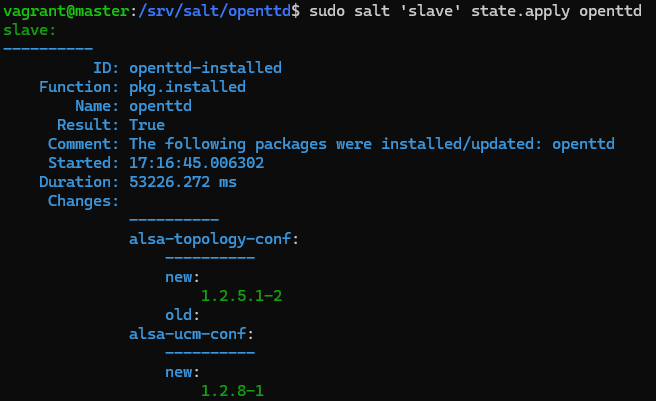 vagrant@master:/srv/salt/openttd$ sudo salt 'slave' state.apply openttd
slave:
----------
          ID: openttd-installed
    Function: pkg.installed
        Name: openttd
      Result: True
     Comment: The following packages were installed/updated: openttd
     Started: 17:16:45.006302
    Duration: 53226.272 ms
     Changes:
              ----------
              alsa-topology-conf:
                  ----------
                  new:
                      1.2.5.1-2
                  old:
              alsa-ucm-conf:
                  ----------
                  new:
                      1.2.8-1